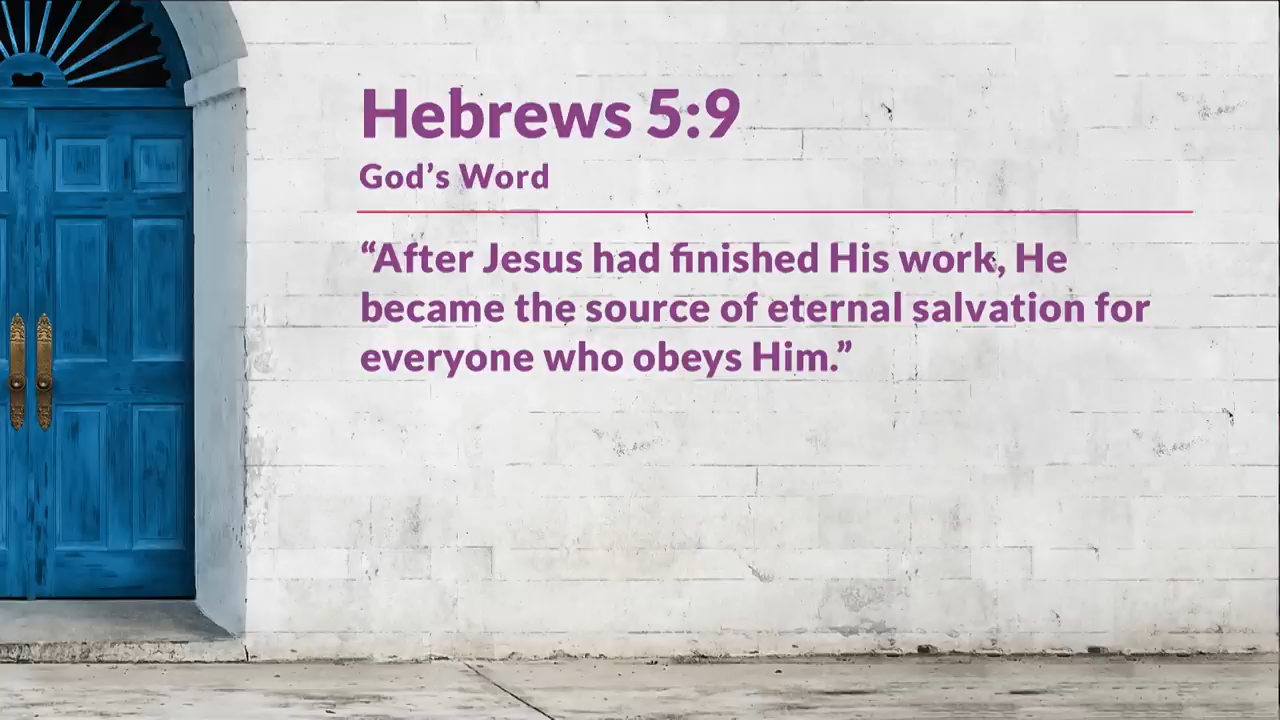 Hebrews 5:9
God’s Word
“After Jesus had finished His work, He
became the source of eternal salvation for
everyone who obeys Him.”